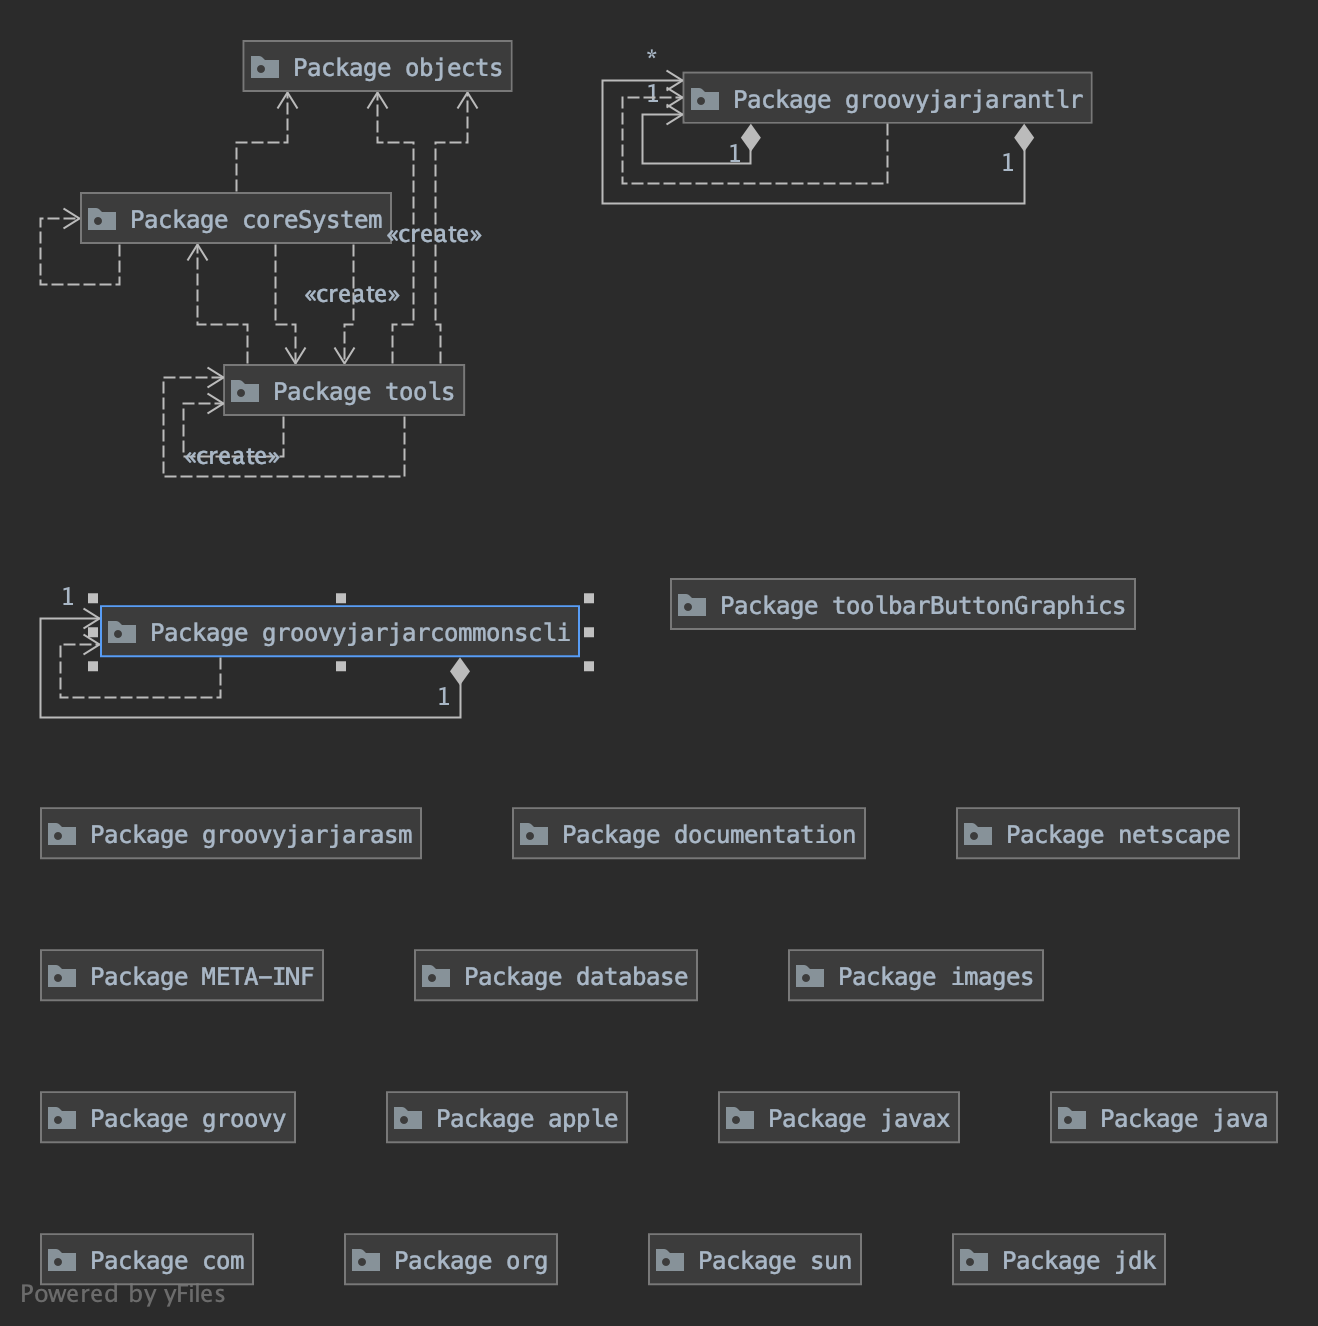 Package objects
*
1
Package groovyjarjarantlr
1
1
Package coreSystem
«create»
«create»
Package tools
«create»
1
Package groovyjarjarcommonscli
1
Package toolbarButtonGraphics
Package groovyjarjarasm
Package documentation
Package netscape
Package META-INF
Package database
Package images
Package groovy
Package apple
Package javax
Package java
Package com
Package org
Package sun
Package jdk
Powered by yFiles